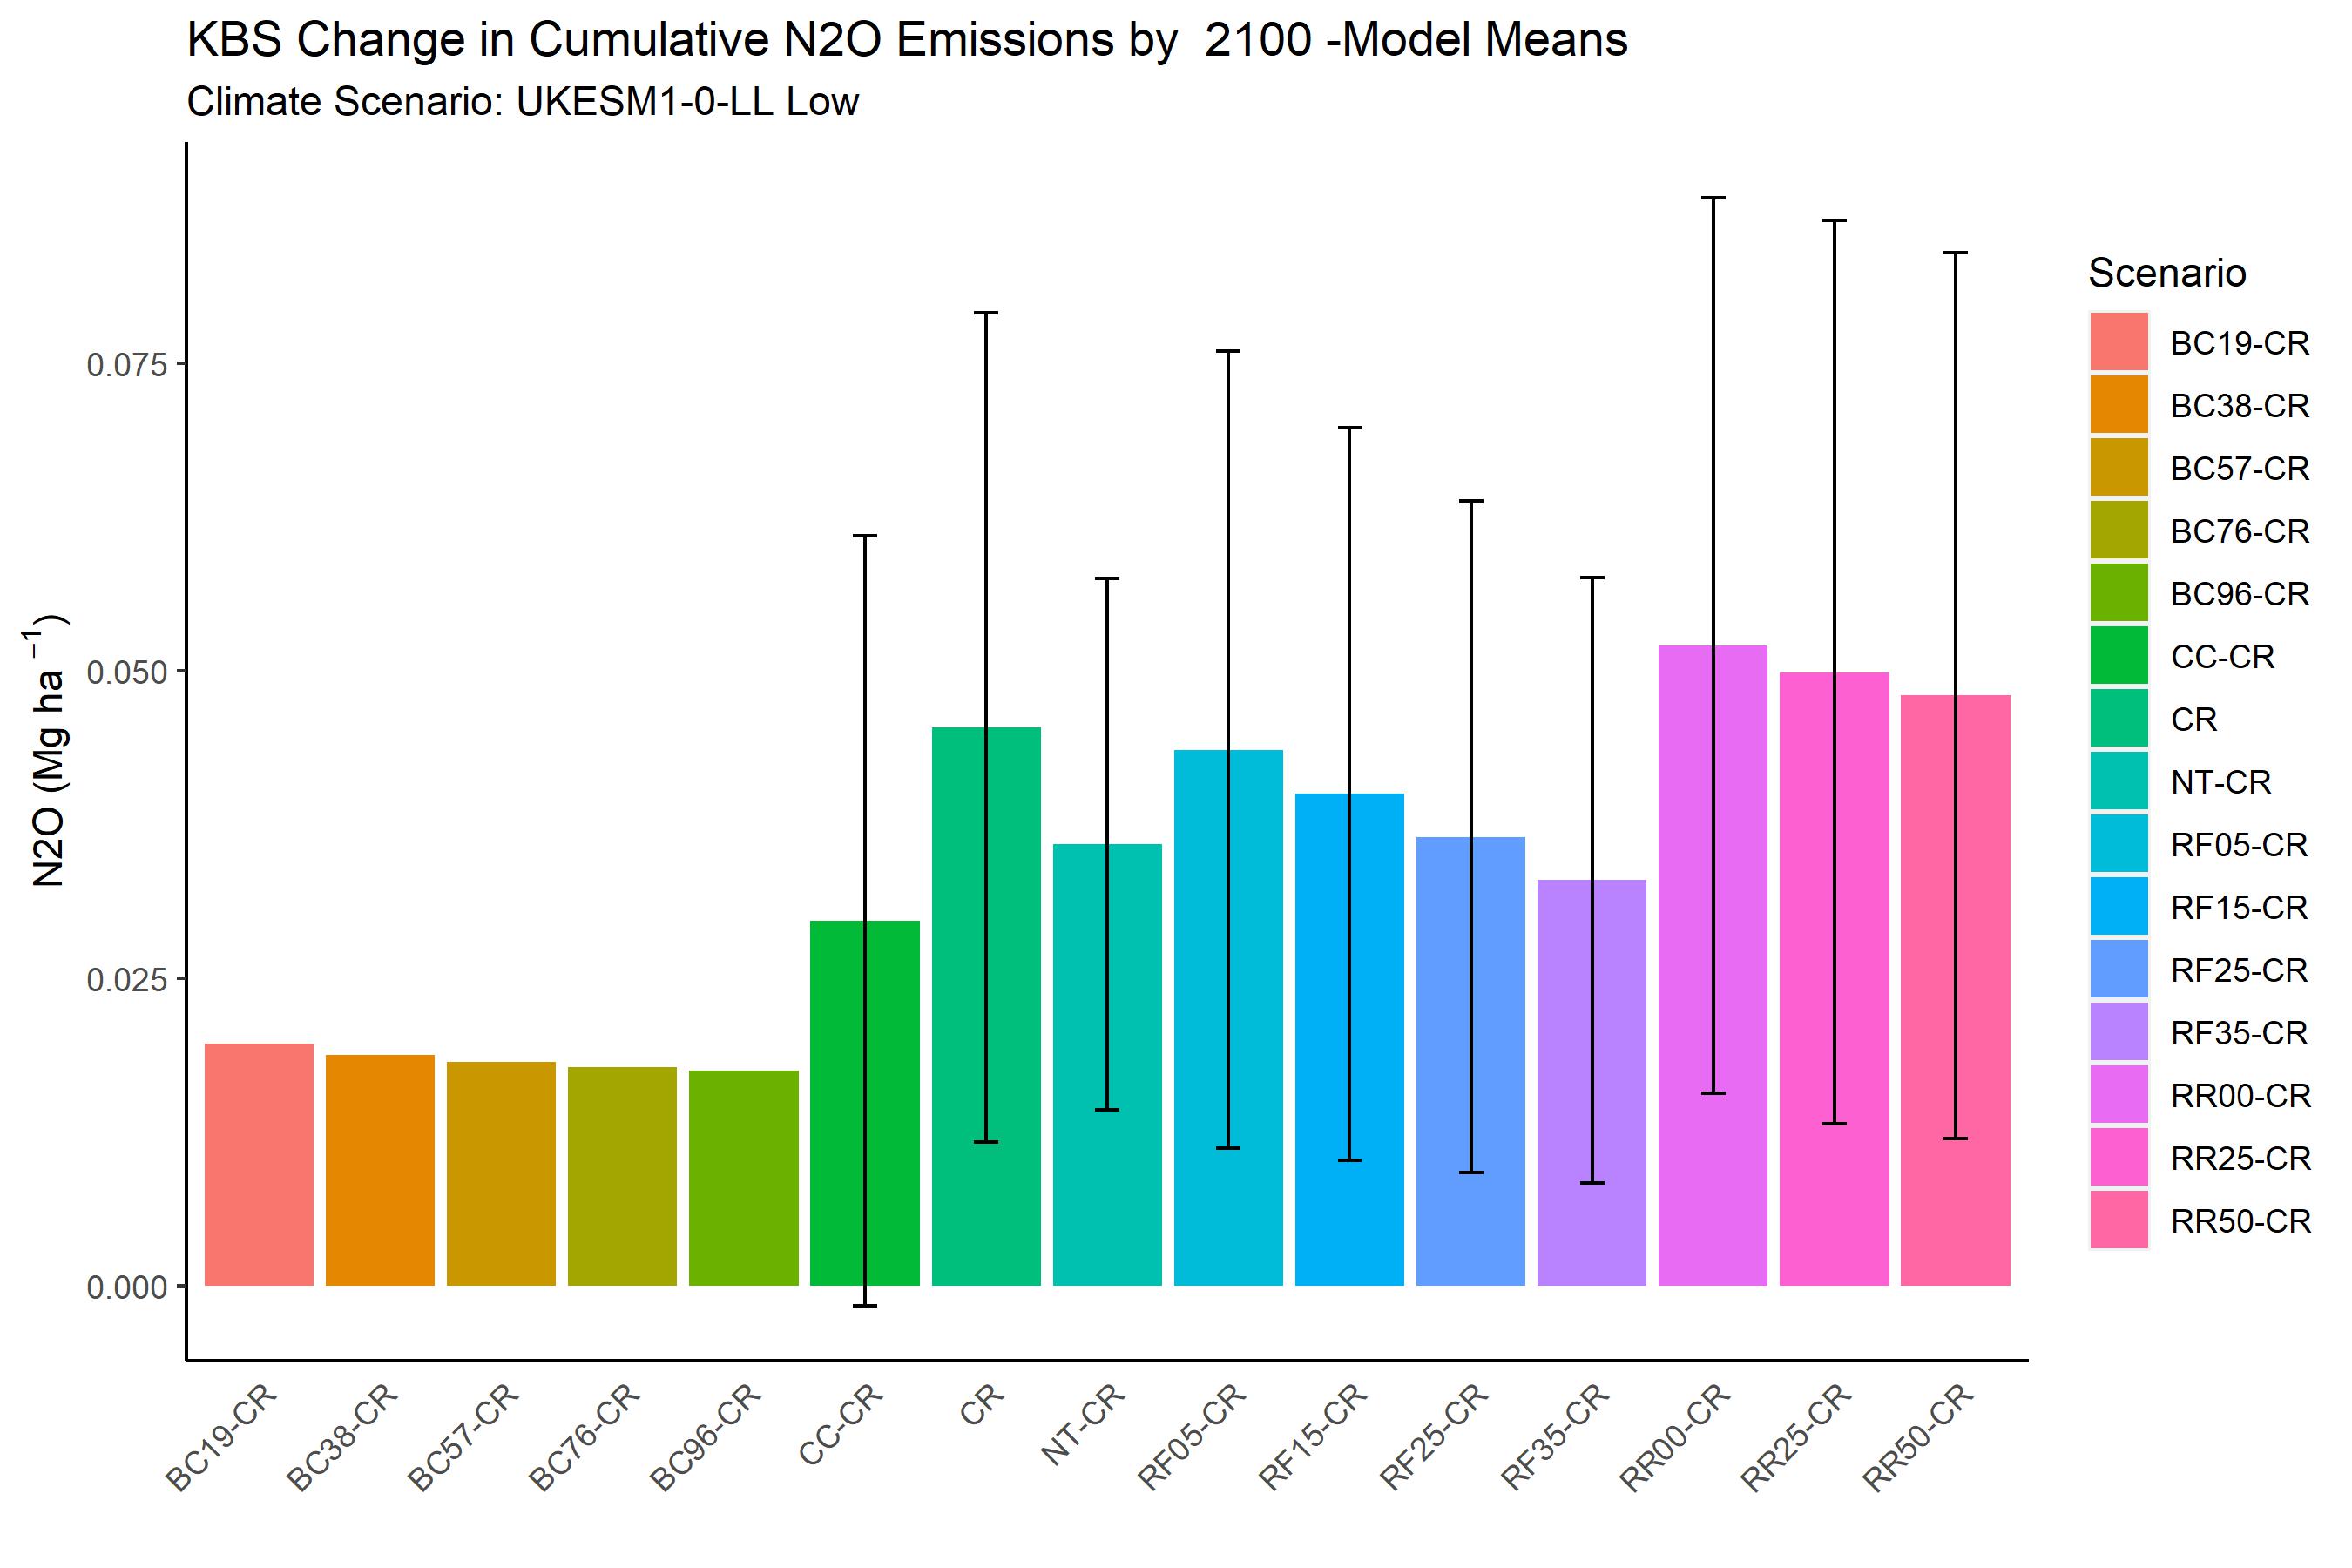 KBS Change in Cumulative N2O Emissions by  2100 -Model Means
Climate Scenario: UKESM1-0-LL Low
N2O (Mg ha⁻¹)
0.075
0.050
0.025
0.000
BC19-CR
BC38-CR
BC57-CR
BC76-CR
BC96-CR
CC-CR
CR
NT-CR
RF05-CR
RF15-CR
RF25-CR
RF35-CR
RR00-CR
RR25-CR
RR50-CR
Scenario
BC19-CR
BC38-CR
BC57-CR
BC76-CR
BC96-CR
CC-CR
CR
NT-CR
RF05-CR
RF15-CR
RF25-CR
RF35-CR
RR00-CR
RR25-CR
RR50-CR